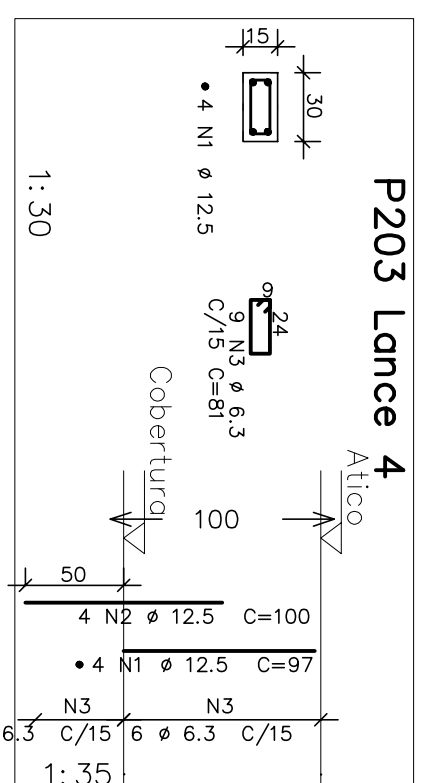 P203 Lance 4
15
30
• 4 N1 ø 12.5
1:30
9
24
9 N3 ø 6.3
C/15 C=81
Atico
Cobertura
100
50
4 N2 ø 12.5 C=100
• 4 N1 ø 12.5 C=97
N3
N3
6.3 C/15
6 ø 6.3 C/15
1:35